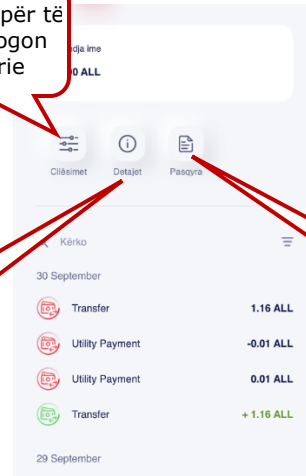 për të
ogon
rie
dja ime
0 ALL
Cilësimet Detajet Pasqyra
Kërko
30 September
Transfer 1.16 ALL
Utility Payment -0.01 ALL
Utility Payment 0.01 ALL
Transfer + 1.16 ALL
29 September